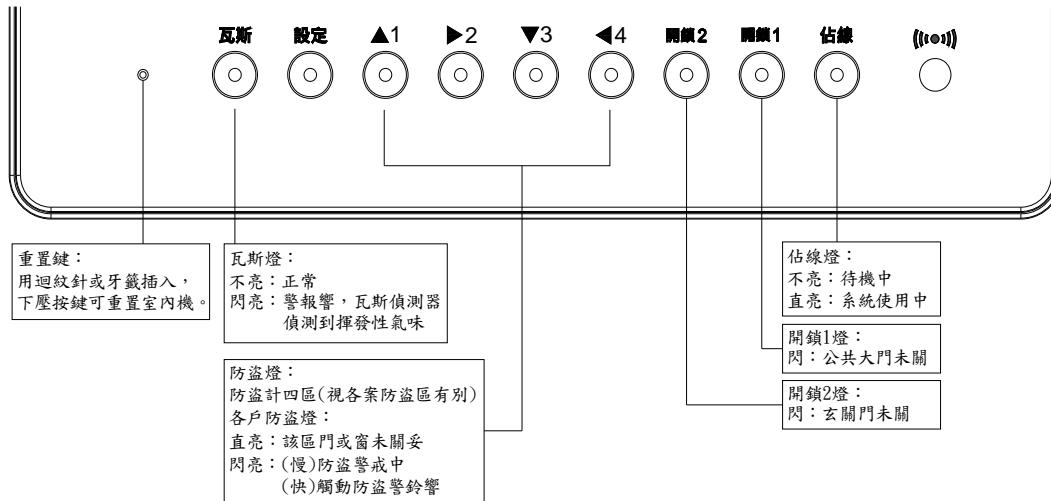 瓦斯 設定 ▲1 ▶2 ▼3 ◀4 開鎖2 開鎖1 佔線
重置鍵：
用迴紋針或牙籤插入，
下壓按鍵可重置室內機。
瓦斯燈：
不亮：正常
閃亮：警報響，瓦斯偵測器
偵測到揮發性氣味
防盜燈：
防盜計四區(視各案防盜區有別)
各戶防盜燈：
直亮：該區門或窗未關妥
閃亮：(慢)防盜警戒中
(快)觸動防盜警鈴響
佔線燈：
不亮：待機中
直亮：系統使用中
開鎖1燈：
閃：公共大門未關
開鎖2燈：
閃：玄關門未關